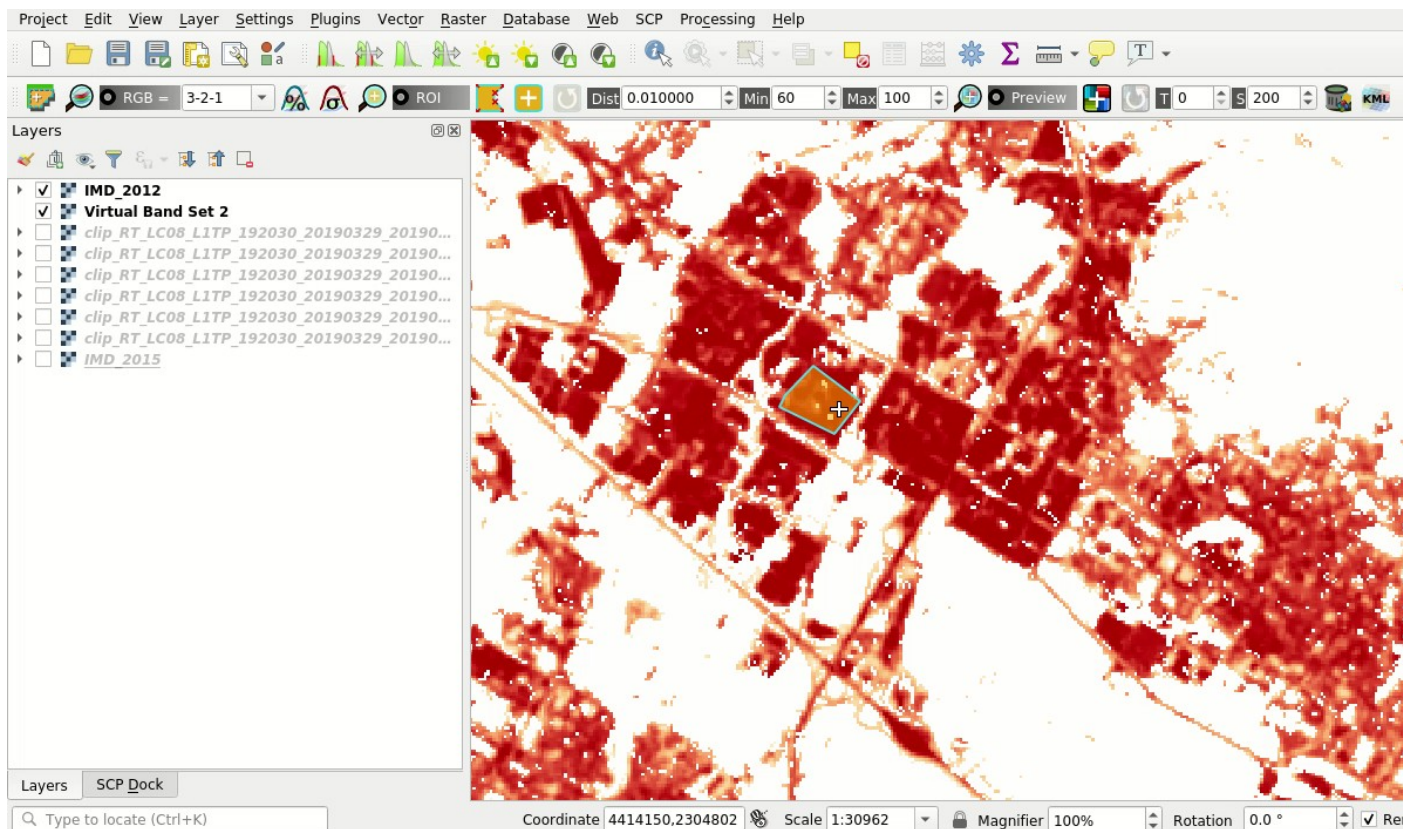 Project Edit View Layer Settings Plugins Vector Raster Database Web SCP Processing Help
a Σ T
RGB = 3-2-1 ROI Dist 0.010000 Min 60 Max 100 Preview T 0 S 200 KML
Layers
IMD_2012
Virtual Band Set 2
clip_RT_LC08_L1TP_192030_20190329_20190...
clip_RT_LC08_L1TP_192030_20190329_20190...
clip_RT_LC08_L1TP_192030_20190329_20190...
clip_RT_LC08_L1TP_192030_20190329_20190...
clip_RT_LC08_L1TP_192030_20190329_20190...
clip_RT_LC08_L1TP_192030_20190329_20190...
IMD_2015
Layers SCP Dock
Type to locate (Ctrl+K) Coordinate 4414150,2304802 Scale 1:30962 Magnifier 100% Rotation 0.0 °